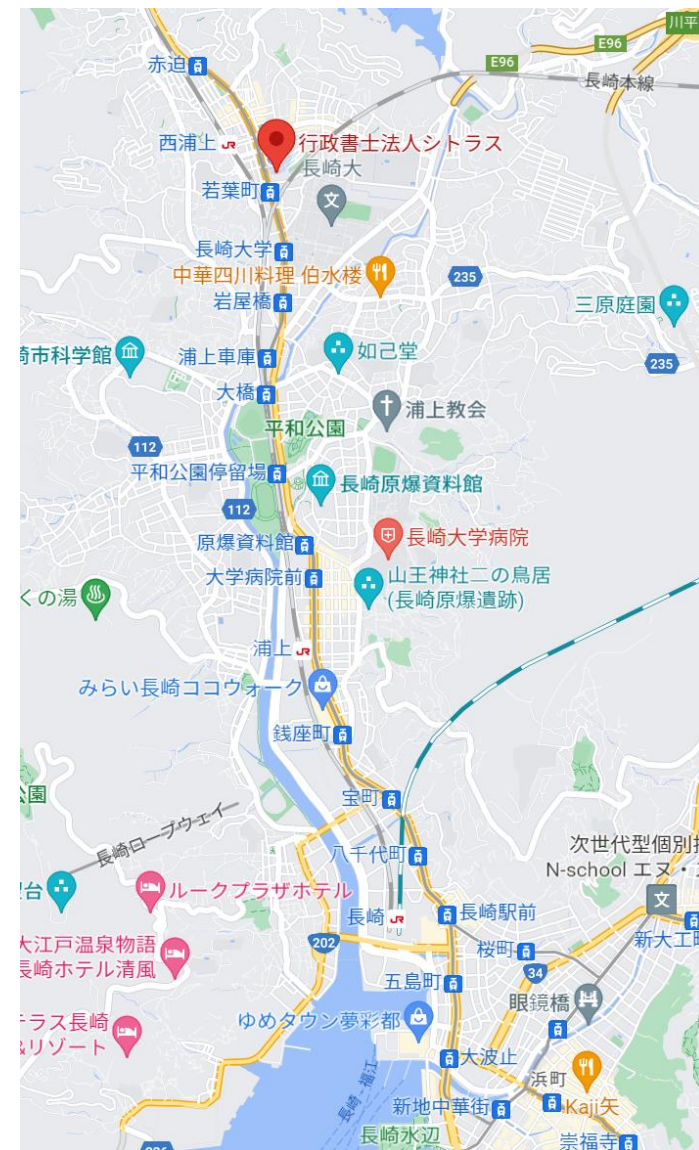 川平
E96
E96
赤迫
長崎本線
西浦上
行政書士法人シトラス
長崎大
若葉町
長崎大学
中華四川料理 伯水楼
235
岩屋橋
三原庭園
奇市科学館
浦上車庫
如己堂
235
大橋
浦上教会
平和公園
112
平和公園停留場
長崎原爆資料館
112
原爆資料館
長崎大学病院
大学病院前
山王神社二の鳥居
(長崎原爆遺跡)
くの湯
浦上
みらい長崎ココウォーク
銭座町
公園
宝町
長崎ロープウェイ
八千代町
次世代型個別
N-school エヌ・
台
ルークプラザホテル
長崎
長崎駅前
大江戸温泉物語
長崎ホテル清風
202
桜町
新大工町
34
五島町
眼鏡橋
テラス長崎
&リゾート
ゆめタウン夢彩都
大波止
浜町
長崎 福江
新地中華街
Kaji矢
長崎水辺
崇福寺